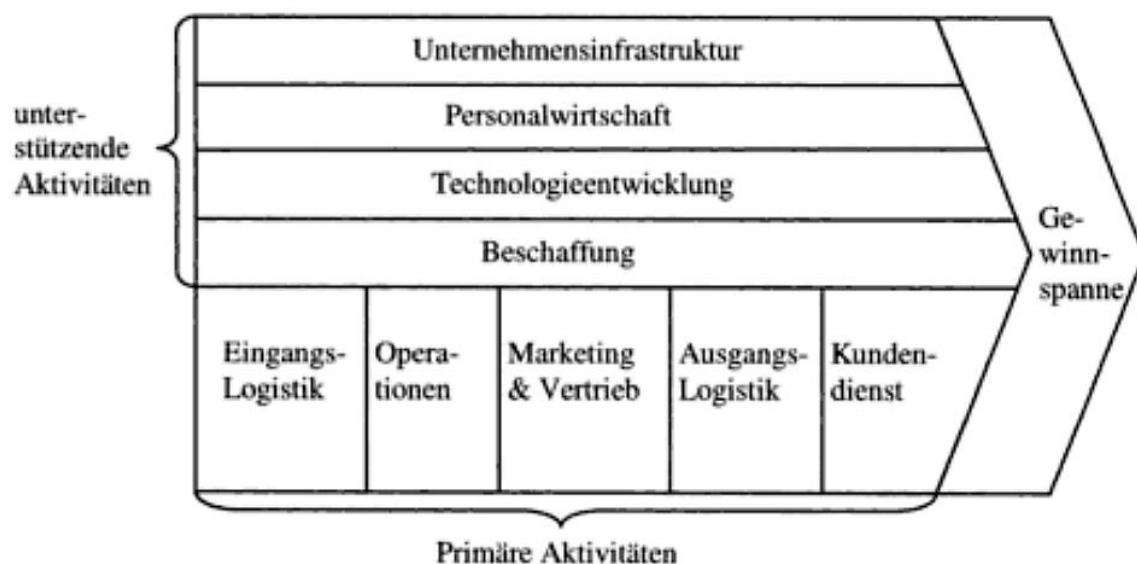 Unternehmensinfrastruktur
Personalwirtschaft
Technologieentwicklung
Beschaffung
unter-
stützende
Aktivitäten
Ge-
winn-
spanne
Eingangs-
Logistik
Opera-
tionen
Marketing
& Vertrieb
Ausgangs-
Logistik
Kunden-
dienst
Primäre Aktivitäten